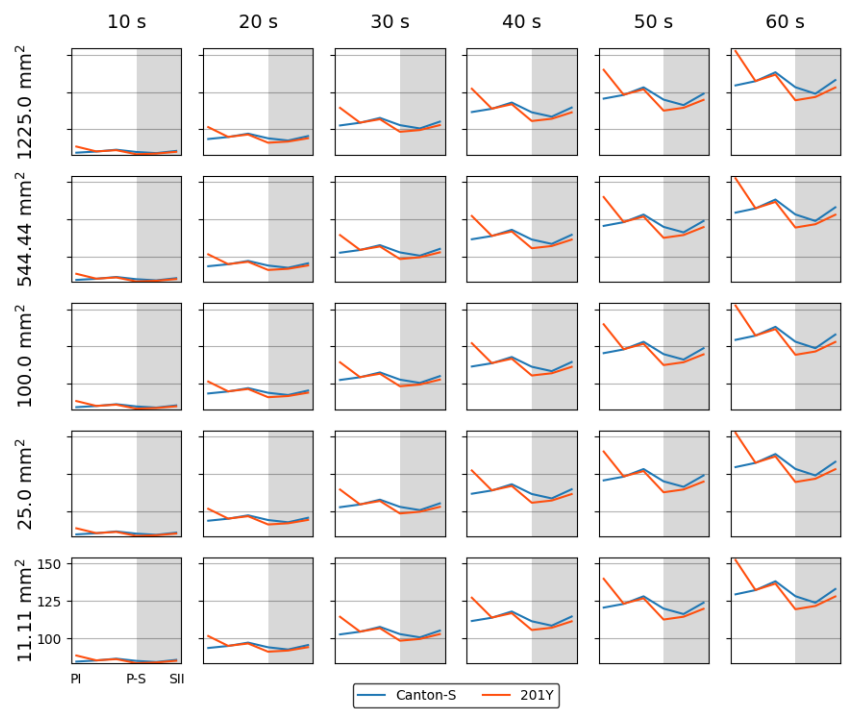 10 s 20 s 30 s 40 s 50 s 60 s
1225.0 mm²
544.44 mm²
100.0 mm²
25.0 mm²
11.11 mm²
150
125
100
PI P-S SII
Canton-S 201Y